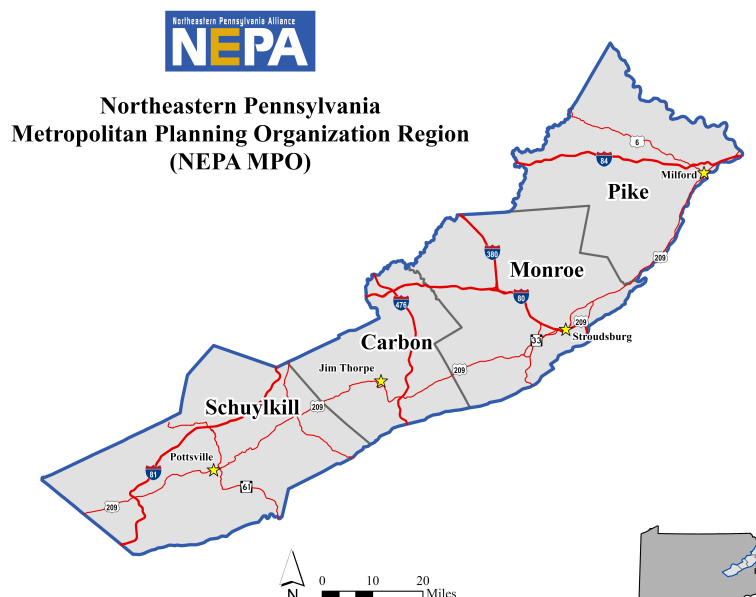 Northeastern Pennsylvania Alliance
NEPA
Northeastern Pennsylvania
Metropolitan Planning Organization Region
(NEPA MPO)
6
84
Milford
Pike
209
380
Monroe
80
476
209
33
Stroudsburg
Carbon
Jim Thorpe
209
Schuylkill
209
Pottsville
81
61
209
N
0 10 20
Miles